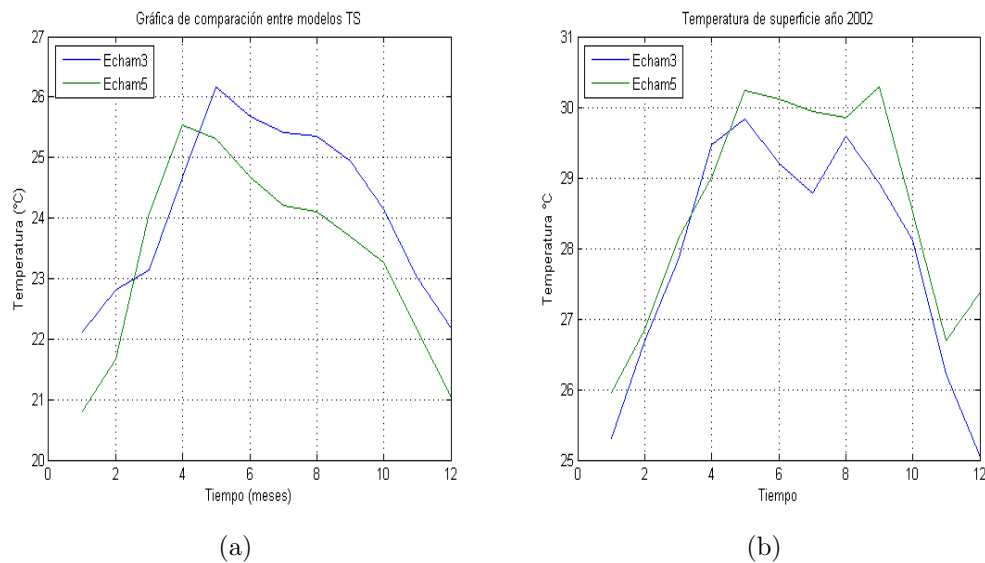 Gráfica de comparación entre modelos TS
27
26
25
24
23
22
21
20
0
2
4
6
8
10
12
Temperatura (°C)
Tiempo (meses)
Echam3
Echam5
(a)
Temperatura de superficie año 2002
31
30
29
28
27
26
25
0
2
4
6
8
10
12
Temperatura °C
Tiempo
Echam3
Echam5
(b)